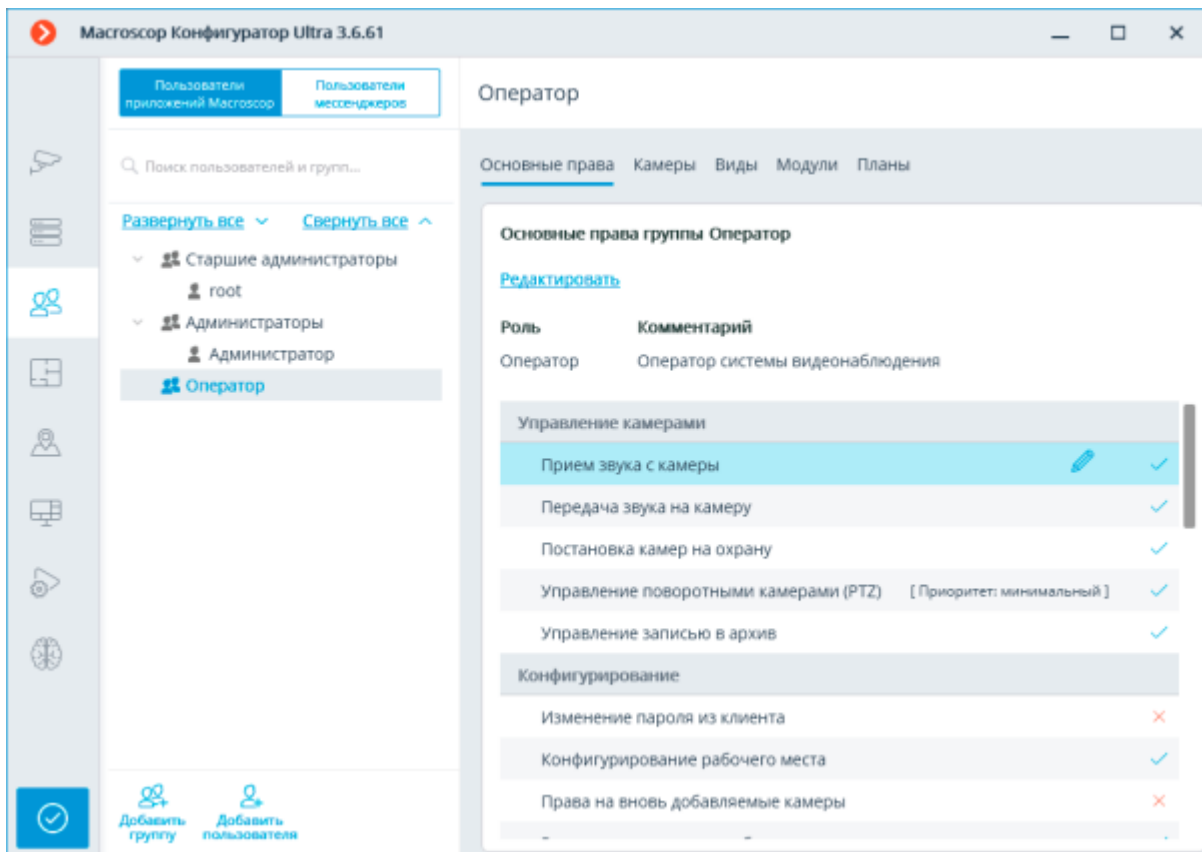 Macroscop Конфигуратор Ultra 3.6.61
Пользователи приложений Macroscop
Пользователи мессенджеров
Поиск пользователей и групп...
Развернуть все
Свернуть все
Старшие администраторы
root
Администраторы
Администратор
Оператор
Добавить группу
Добавить пользователя
Оператор
Основные права Камеры Виды Модули Планы
Основные права группы Оператор
Редактировать
Роль Комментарий
Оператор Оператор системы видеонаблюдения
Управление камерами
Прием звука с камеры
Передача звука на камеру
Постановка камер на охрану
Управление поворотными камерами (PTZ) [ Приоритет: минимальный ]
Управление записью в архив
Конфигурирование
Изменение пароля из клиента
Конфигурирование рабочего места
Права на вновь добавляемые камеры